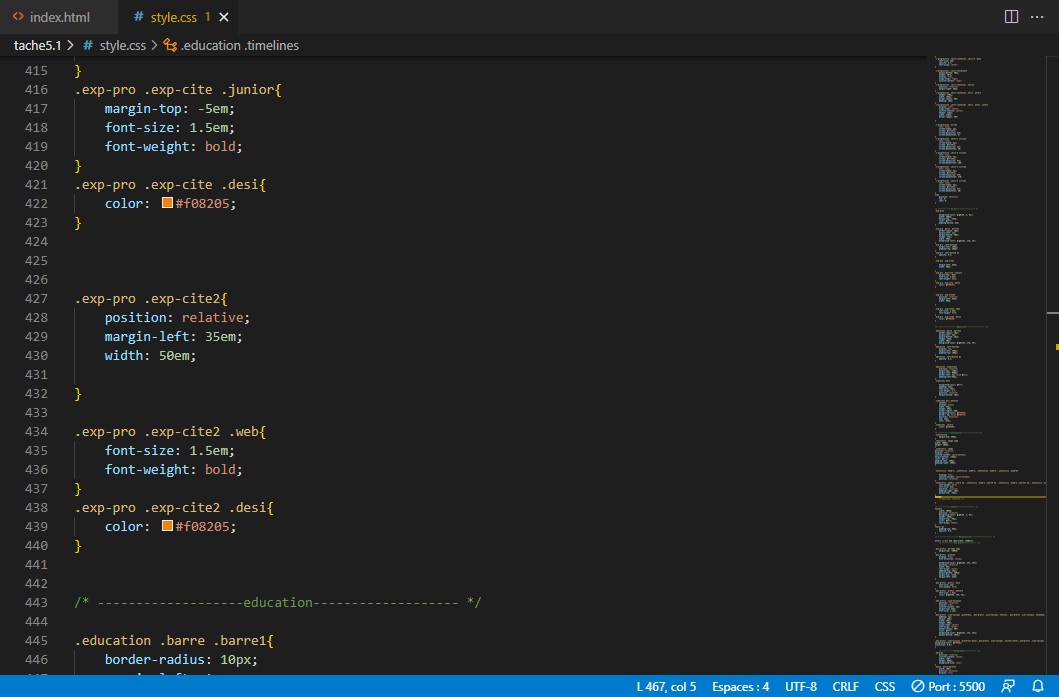 index.html
# style.css 1
tache5.1 > # style.css > .education .timelines
415 }
416 .exp-pro .exp-cite .junior{
417 margin-top: -5em;
418 font-size: 1.5em;
419 font-weight: bold;
420 }
421 .exp-pro .exp-cite .desi{
422 color: #f08205;
423 }
424
425
426
427 .exp-pro .exp-cite2{
428 position: relative;
429 margin-left: 35em;
430 width: 50em;
431
432 }
433
434 .exp-pro .exp-cite2 .web{
435 font-size: 1.5em;
436 font-weight: bold;
437 }
438 .exp-pro .exp-cite2 .desi{
439 color: #f08205;
440 }
441
442
443 /* -------------------education------------------- */
444
445 .education .barre .barre1{
446 border-radius: 10px;
L 467, col 5 Espaces : 4 UTF-8 CRLF CSS Port : 5500